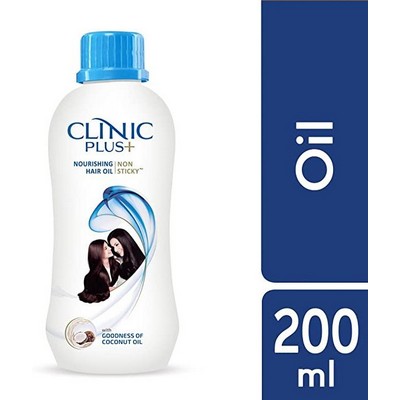 CLINIC
PLUS+
NOURISHING
HAIR OIL
NON
STICKY™
with
GOODNESS OF
COCONUT OIL
Oil
200
ml